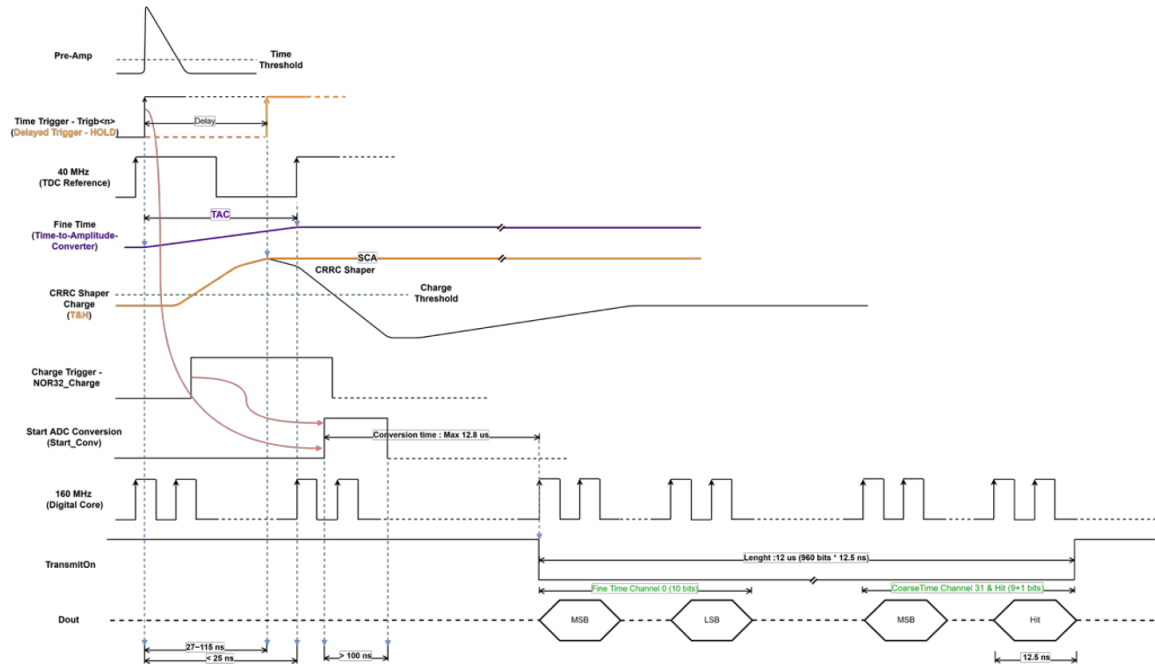 Pre-Amp
Time
Threshold
Time Trigger - Trigb<n>
(Delayed Trigger - HOLD)
Delay
40 MHz
(TDC Reference)
TAC
Fine Time
(Time-to-Amplitude-
Converter)
SCA
CRRC Shaper
CRRC Shaper
Charge
(T&H)
Charge
Threshold
Charge Trigger -
NOR32_Charge
Start ADC Conversion
(Start_Conv)
Conversion time : Max 12.8 us
160 MHz
(Digital Core)
TransmitOn
Lenght :12 us (960 bits * 12.5 ns)
Fine Time Channel 0 (10 bits)
CoarseTime Channel 31 & Hit (9+1 bits)
Dout
MSB
LSB
MSB
Hit
27~115 ns
< 25 ns
> 100 ns
12.5 ns